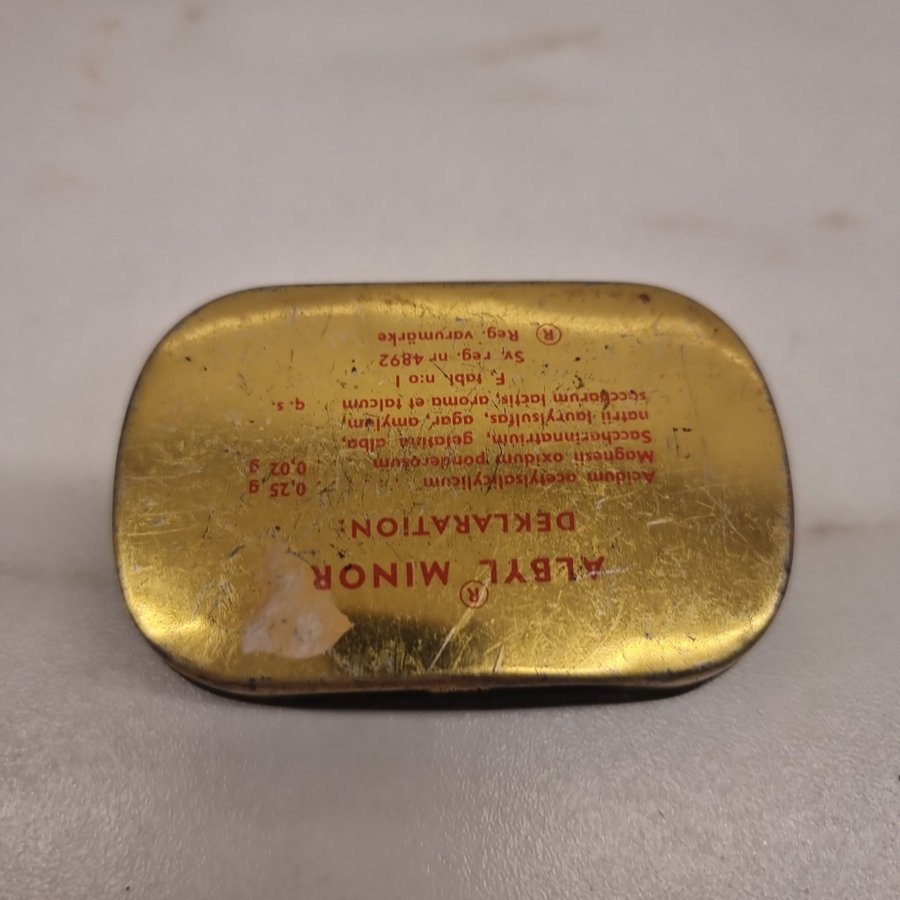 ALBYL® MINOR
DEKLARATION:
Acidum acetylsalicylicum 0,25 g
Magnesii oxidum ponderosum 0,02 g
Saccharinnatrium, gelatina alba,
natrii laurylsulfas, agar, amylum,
saccharum lactis, aroma et talcum q. s.
F. tabl. n:o I
Sv. reg. nr 4892
® Reg. varumärke